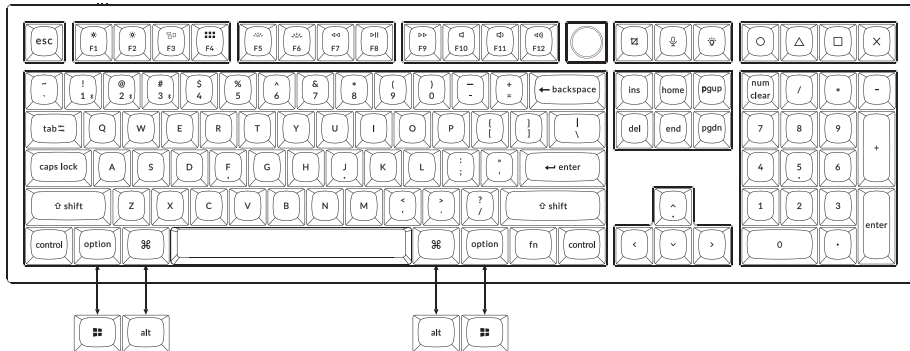 esc F1 F2 F3 F4 F5 F6 F7 F8 F9 F10 F11 F12
~ ! @ # $ % ^ & * ( ) _ + ← backspace ins home pgup num / * -
` 1 2 3 4 5 6 7 8 9 0 - = clear
tab Q W E R T Y U I O P { } | del end pgdn 7 8 9 +
[ ] \
caps lock A S D F G H J K L : " ↵ enter 4 5 6
; '
⇧ shift Z X C V B N M < > ? ⇧ shift ^ 1 2 3 enter
, . /
control option ⌘ ⌘ option fn control < ⌄ > 0 .
alt alt